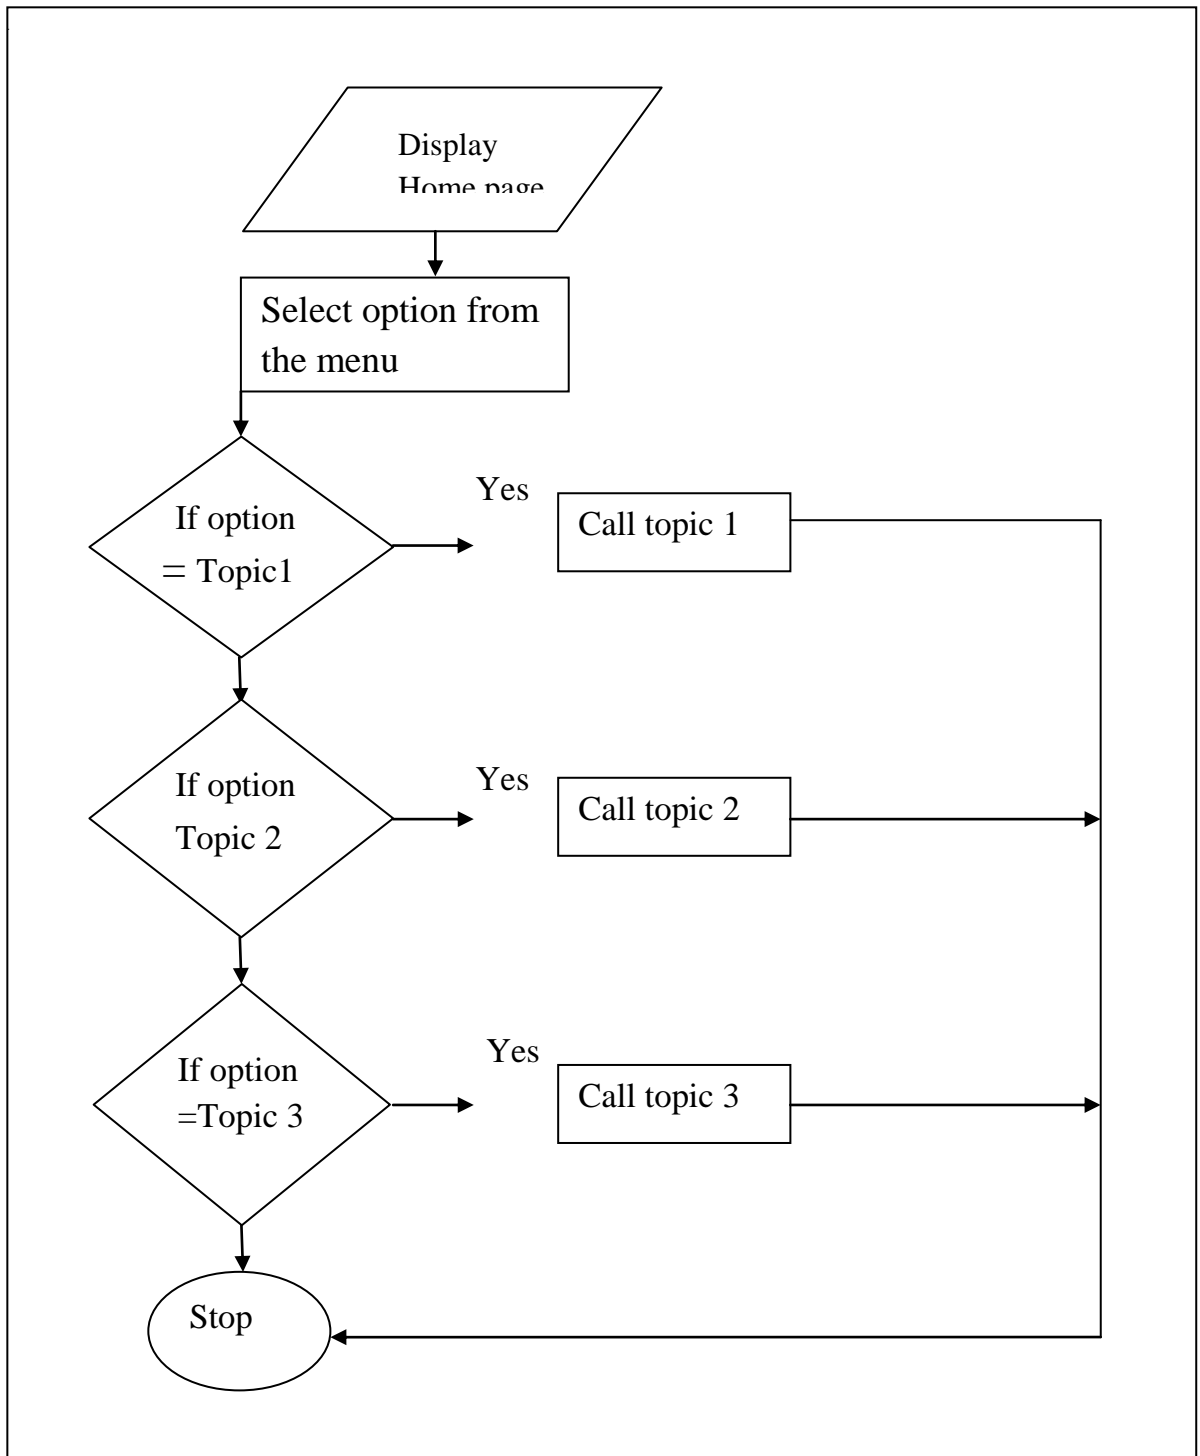 Display
Home page
Select option from
the menu
Yes
If option
= Topic1
Call topic 1
Yes
If option
Topic 2
Call topic 2
Yes
If option
=Topic 3
Call topic 3
Stop